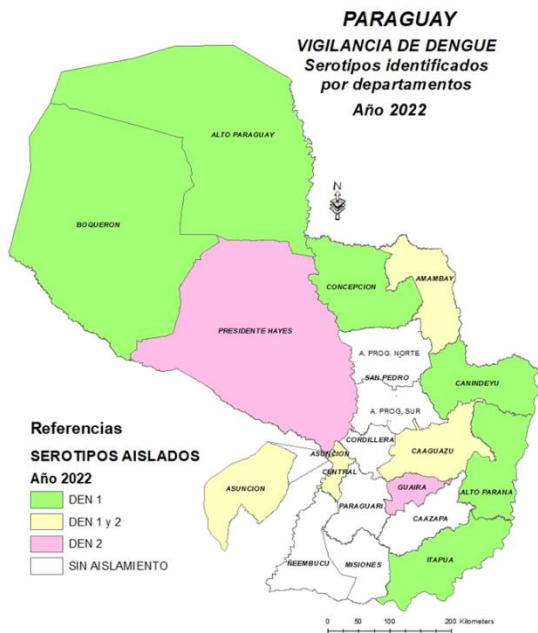 PARAGUAY
VIGILANCIA DE DENGUE
Serotipos identificados
por departamentos
Año 2022
ALTO PARAGUAY
N
BOQUERON
CONCEPCION
AMAMBAY
PRESIDENTE HAYES
A. PROG. NORTE
SAN PEDRO
CANINDEYU
A. PROG. SUR
CORDILLERA
ASUNCION
CENTRAL
CAAGUAZU
ASUNCION
GUAIRA
ALTO PARANA
PARAGUARI
CAAZAPA
ÑEEMBUCU
MISIONES
ITAPUA
Referencias
SEROTIPOS AISLADOS
Año 2022
DEN 1
DEN 1 y 2
DEN 2
SIN AISLAMIENTO
0 100 200 Kilometers